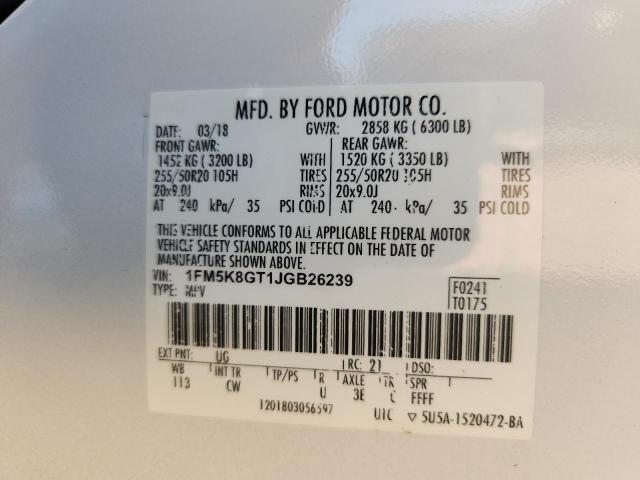 MFD. BY FORD MOTOR CO.
DATE: 03/18 GVWR: 2858 KG ( 6300 LB)
FRONT GAWR: REAR GAWR:
1452 KG ( 3200 LB) WITH 1520 KG ( 3350 LB) WITH
255/50R20 105H TIRES 255/50R20 105H TIRES
20x9.0J RIMS 20x9.0J RIMS
AT 240 kPa/ 35 PSI COLD AT 240 kPa/ 35 PSI COLD
THIS VEHICLE CONFORMS TO ALL APPLICABLE FEDERAL MOTOR
VEHICLE SAFETY STANDARDS IN EFFECT ON THE DATE OF
MANUFACTURE SHOWN ABOVE.
VIN: 1FM5K8GT1JGB26239 F0241
TYPE: MPV T0175
EXT PNT: UG RC: 21 DSO:
WB INT TR TP/PS R AXLE TR SPR
113 CW U 3E FFFF
1201803056597 UIC ▽ 5U5A-1520472-BA